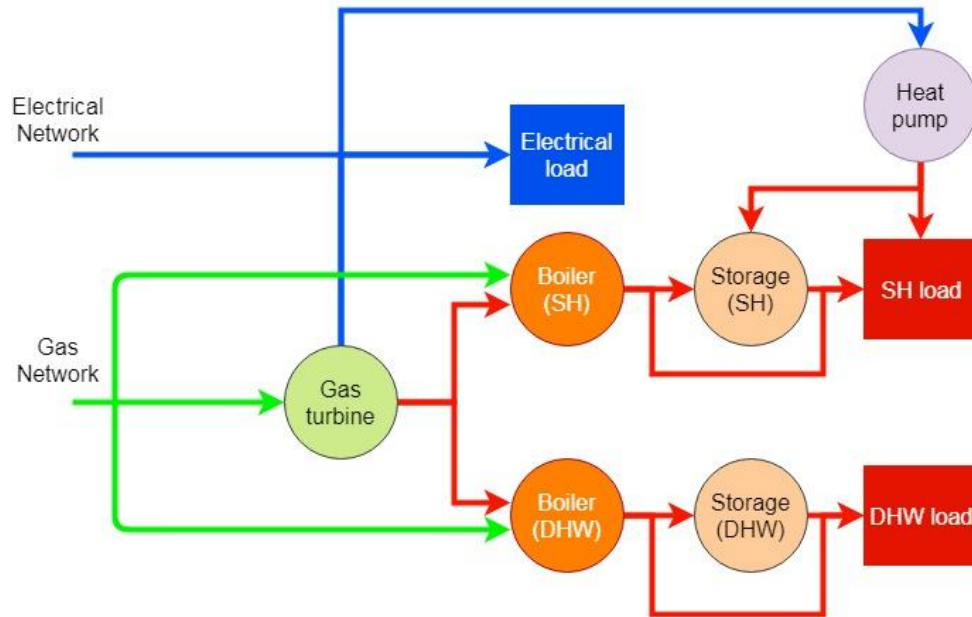 Heat
pump
Electrical
Network
Electrical
load
Boiler
(SH)
Storage
(SH)
SH load
Gas
Network
Gas
turbine
Boiler
(DHW)
Storage
(DHW)
DHW load